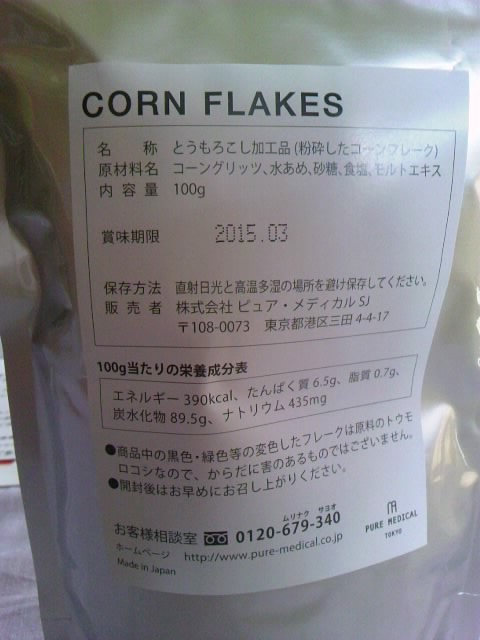 CORN FLAKES
名 称 とうもろこし加工品 (粉砕したコーンフレーク)
原材料名 コーングリッツ、水あめ、砂糖、食塩、モルトエキス
内 容 量 100g
賞味期限 2015.03
保存方法 直射日光と高温多湿の場所を避け保存してください。
販 売 者 株式会社 ピュア・メディカル SJ
〒108-0073 東京都港区三田 4-4-17
100g当たりの栄養成分表
エネルギー 390kcal、たんぱく質 6.5g、脂質 0.7g、
炭水化物 89.5g、ナトリウム 435mg
●商品中の黒色・緑色等の変色したフレークは原料のトウモ
ロコシなので、からだに害のあるものではございません。
●開封後はお早めにお召し上がりください。
ムリナク サヨオ
お客様相談室 0120-679-340
ホームページ http://www.pure-medical.co.jp
Made in Japan
PURE MEDICAL
TOKYO